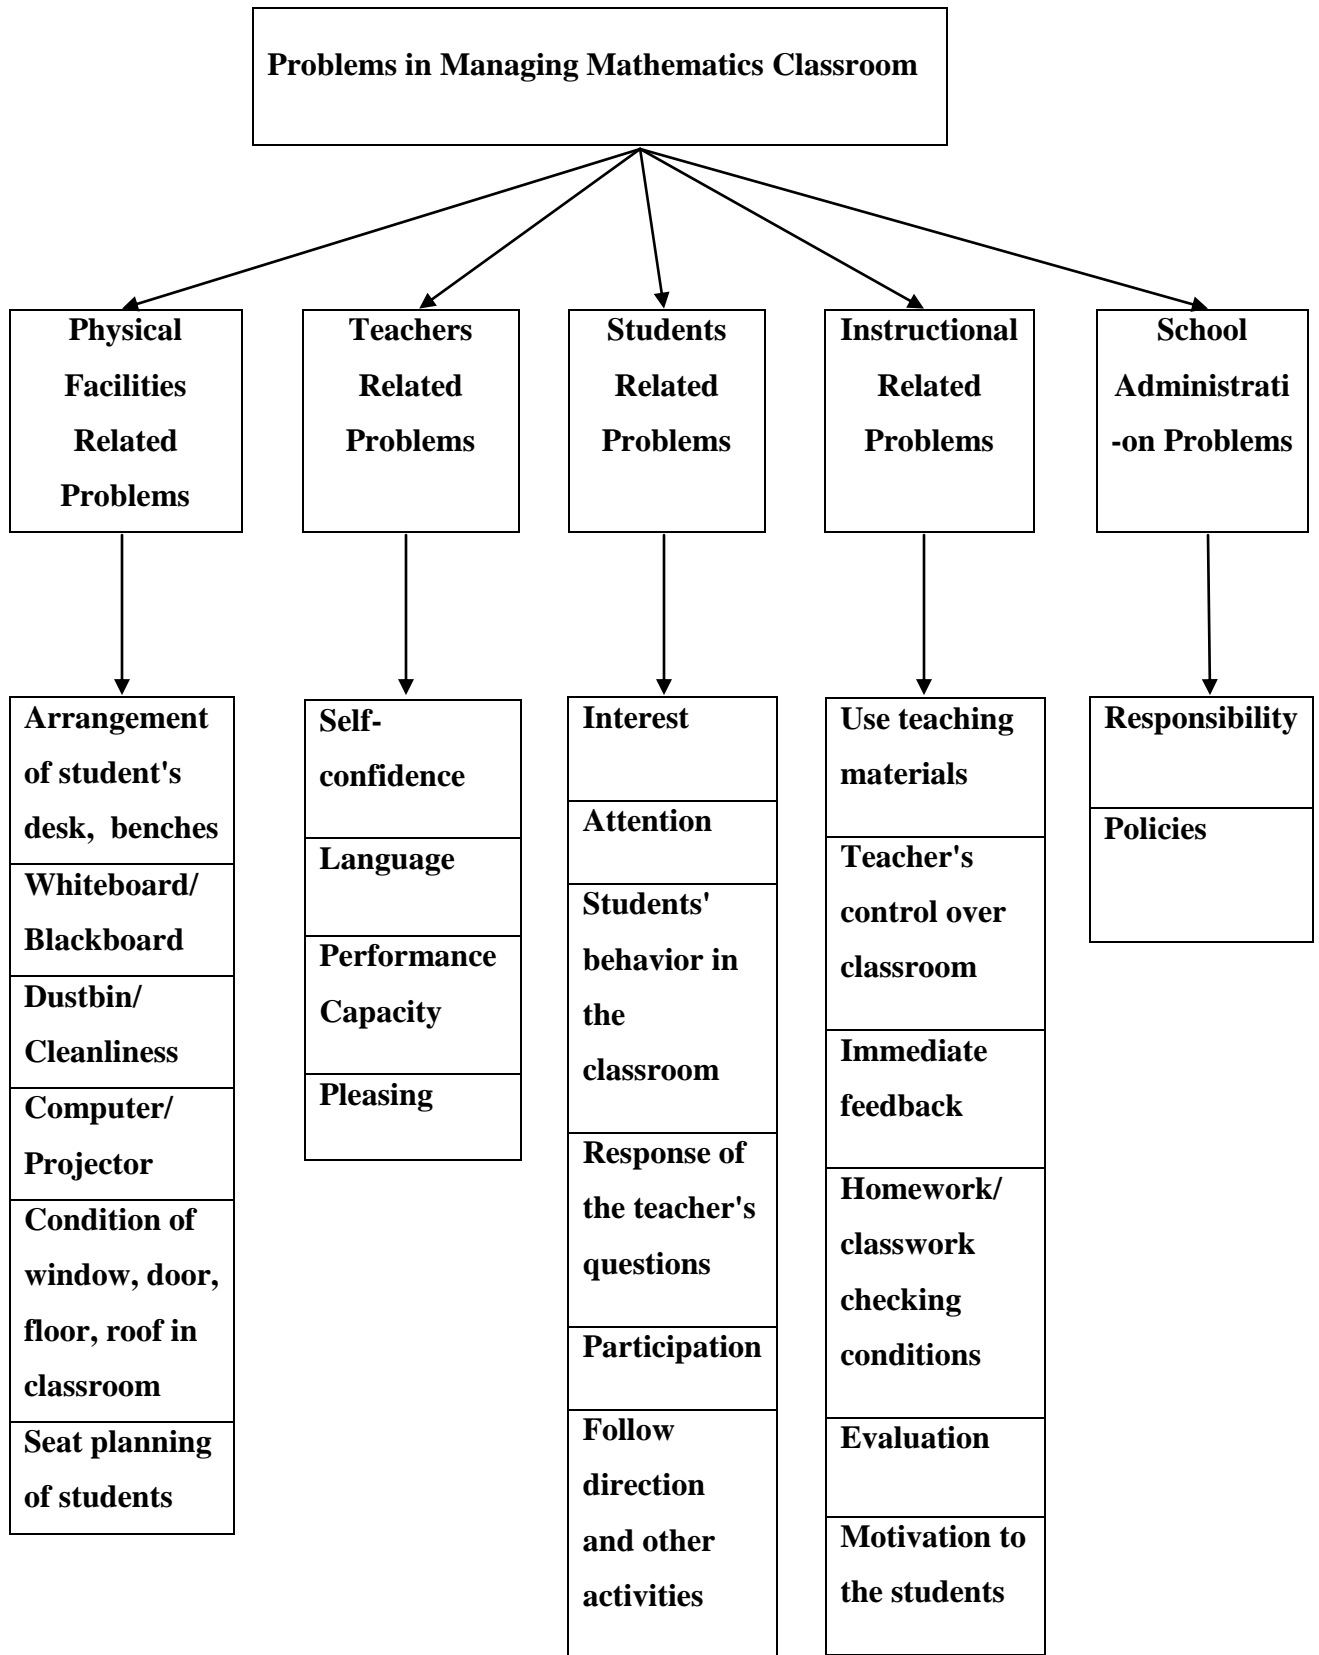 Problems in Managing Mathematics Classroom
Physical
Facilities
Related
Problems
Teachers
Related
Problems
Students
Related
Problems
Instructional
Related
Problems
School
Administrati
-on Problems
Arrangement
of student's
desk, benches
Whiteboard/
Blackboard
Dustbin/
Cleanliness
Computer/
Projector
Condition of
window, door,
floor, roof in
classroom
Seat planning
of students
Self-
confidence
Language
Performance
Capacity
Pleasing
Interest
Attention
Students'
behavior in
the
classroom
Response of
the teacher's
questions
Participation
Follow
direction
and other
activities
Use teaching
materials
Teacher's
control over
classroom
Immediate
feedback
Homework/
classwork
checking
conditions
Evaluation
Motivation to
the students
Responsibility
Policies